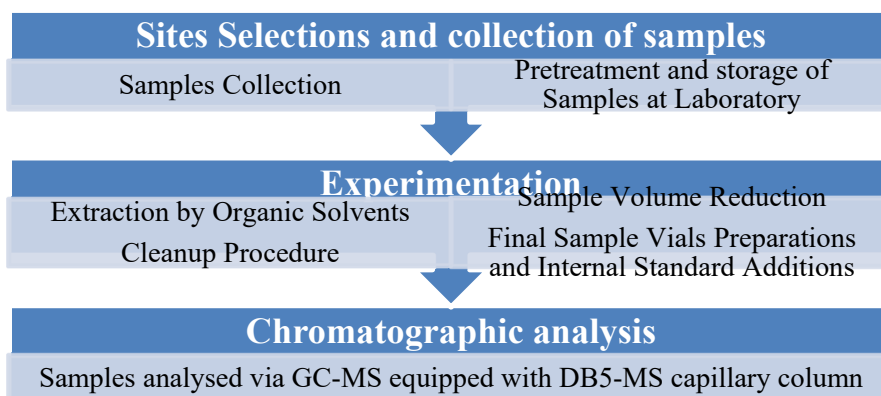 Sites Selections and collection of samples
Samples Collection
Pretreatment and storage of
Samples at Laboratory
Experimentation
Extraction by Organic Solvents
Cleanup Procedure
Sample Volume Reduction
Final Sample Vials Preparations
and Internal Standard Additions
Chromatographic analysis
Samples analysed via GC-MS equipped with DB5-MS capillary column